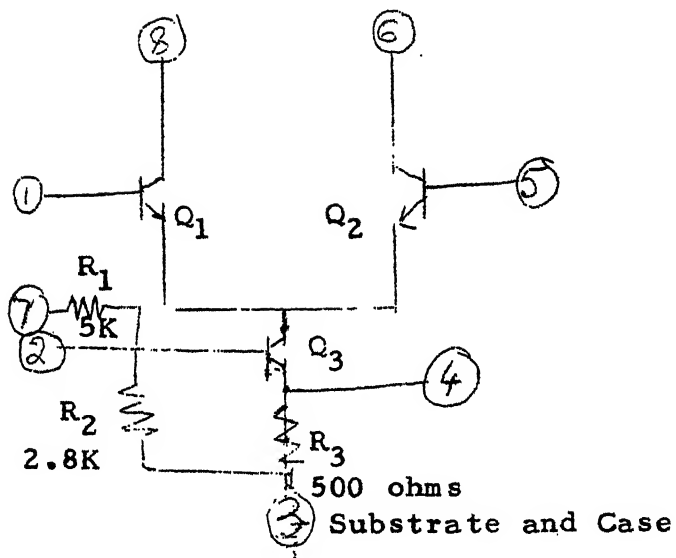 8
6
1
5
Q1
Q2
R1
7
5K
2
Q3
4
R2
2.8K
R3
500 ohms
3 Substrate and Case